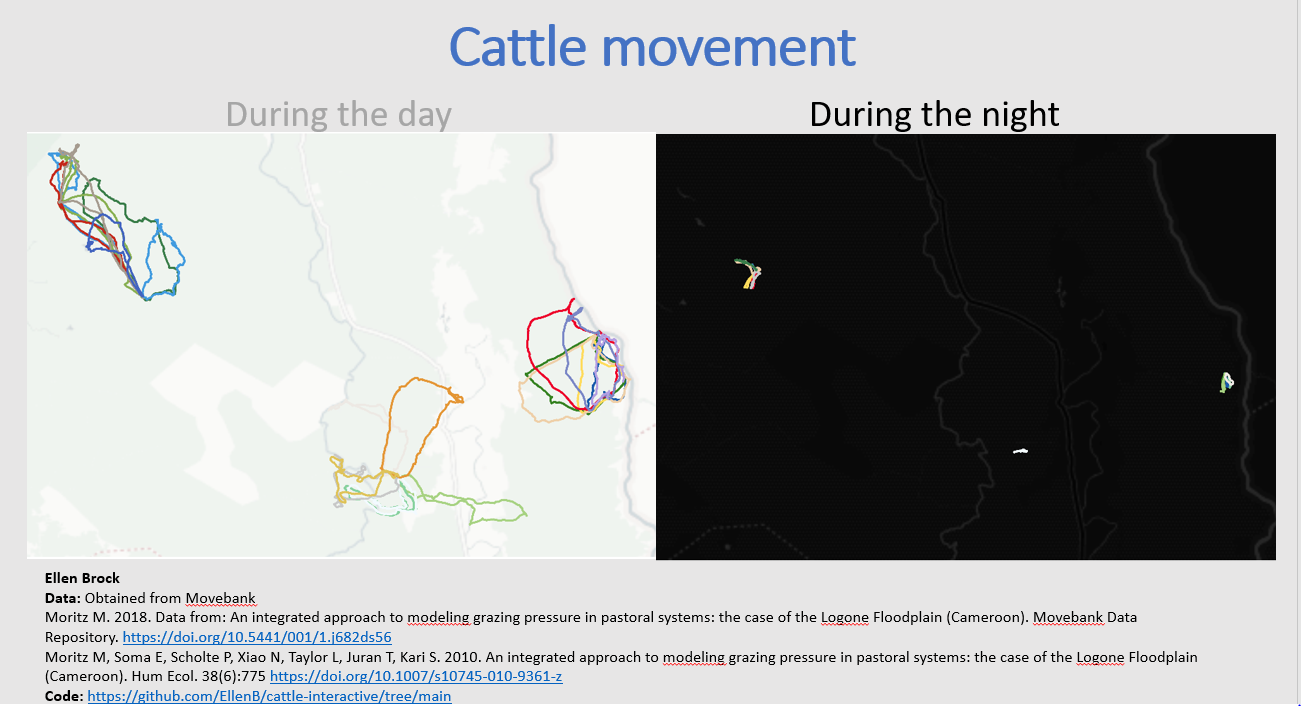 Cattle movement
During the day
During the night
Ellen Brock
Data: Obtained from Movebank
Moritz M. 2018. Data from: An integrated approach to modeling grazing pressure in pastoral systems: the case of the Logone Floodplain (Cameroon). Movebank Data
Repository. https://doi.org/10.5441/001/1.j682ds56
Moritz M, Soma E, Scholte P, Xiao N, Taylor L, Juran T, Kari S. 2010. An integrated approach to modeling grazing pressure in pastoral systems: the case of the Logone Floodplain
(Cameroon). Hum Ecol. 38(6):775 https://doi.org/10.1007/s10745-010-9361-z
Code: https://github.com/EllenB/cattle-interactive/tree/main